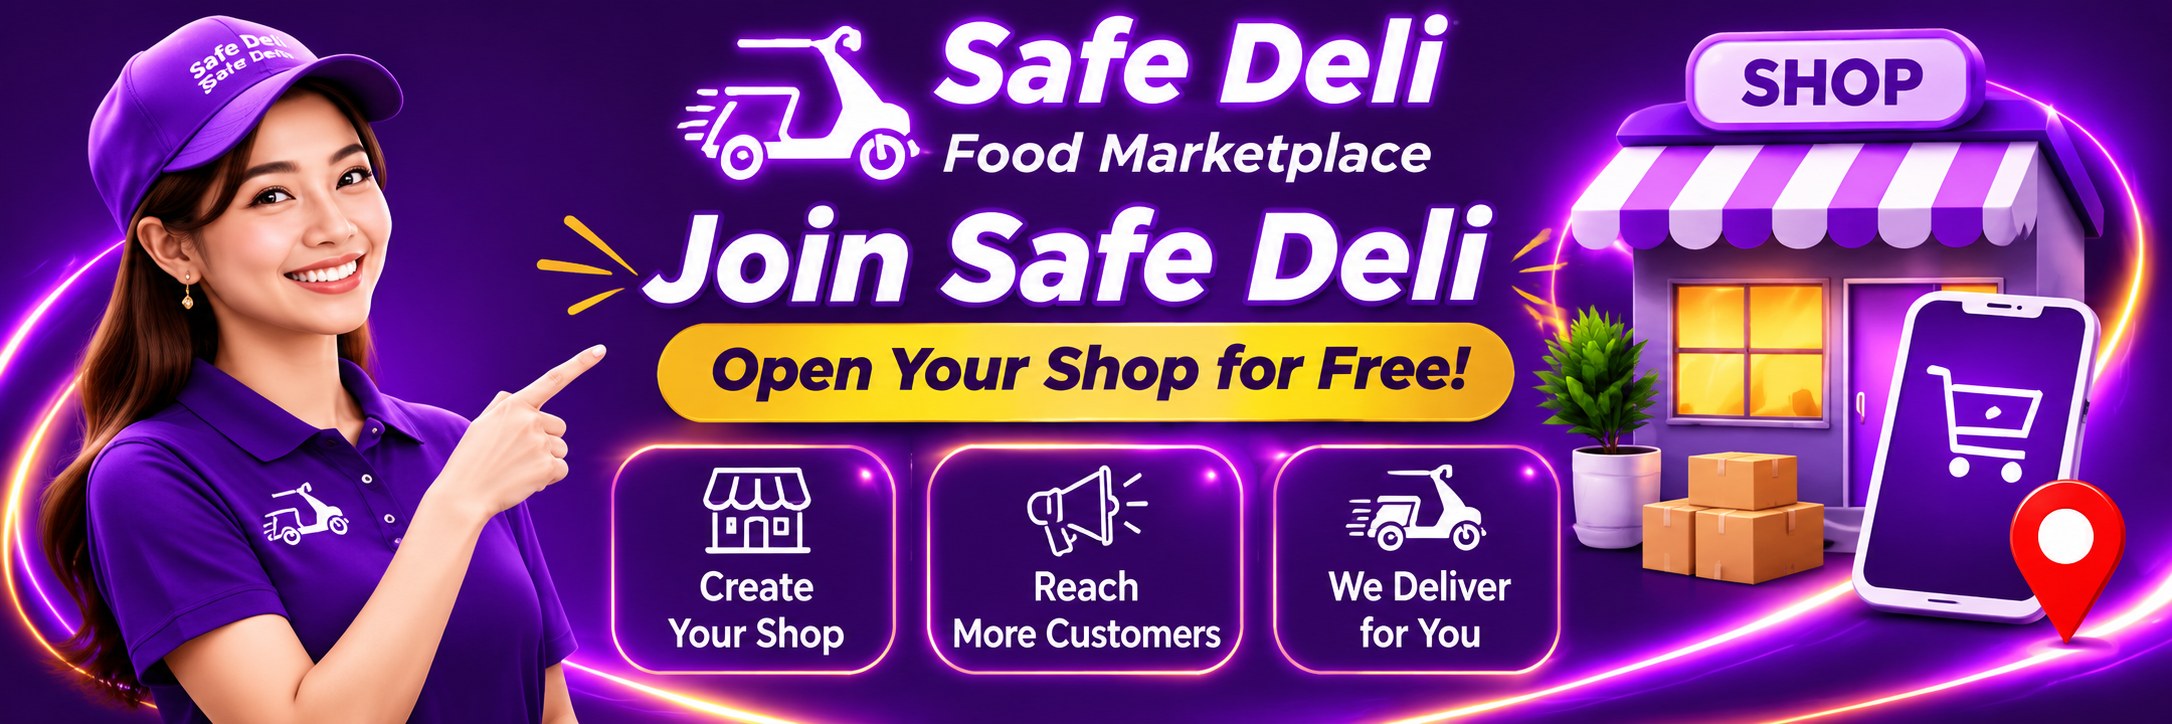 Safe Deli
Safe Deli
Food Marketplace
Join Safe Deli
Open Your Shop for Free!
Create
Your Shop
Reach
More Customers
We Deliver
for You
SHOP